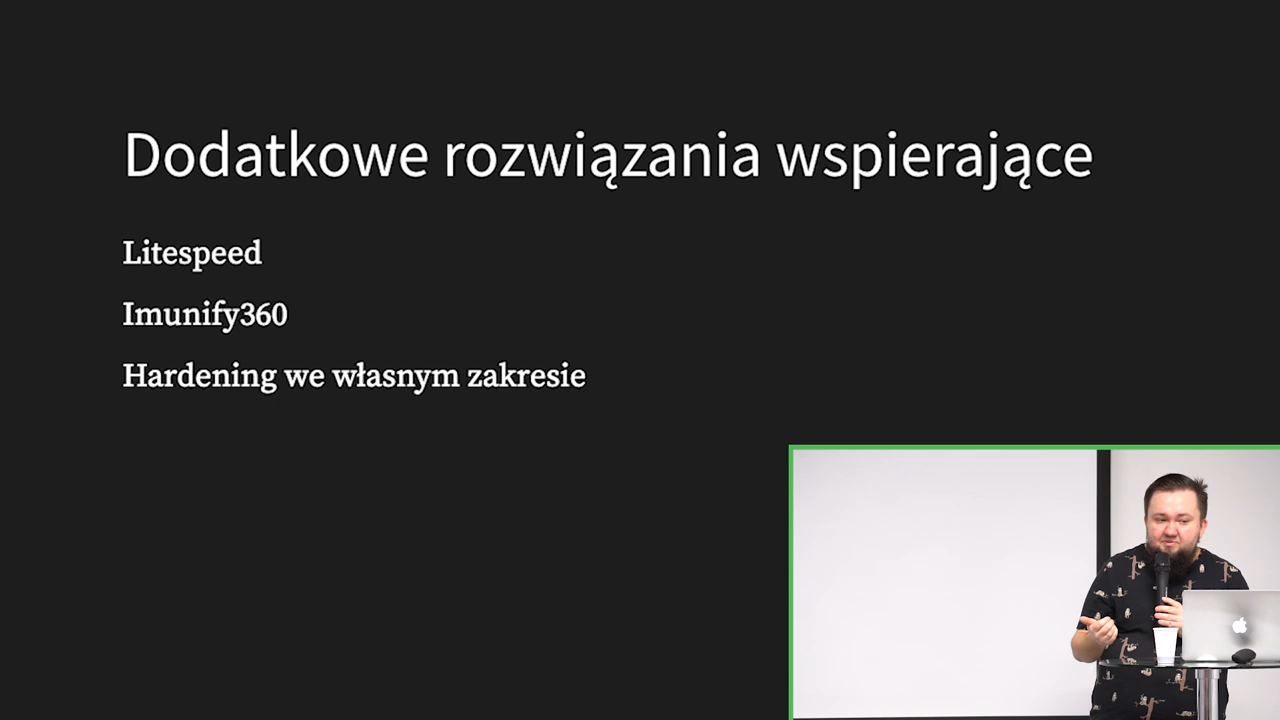 Dodatkowe rozwiązania wspierające
Litespeed
Imunify360
Hardening we własnym zakresie